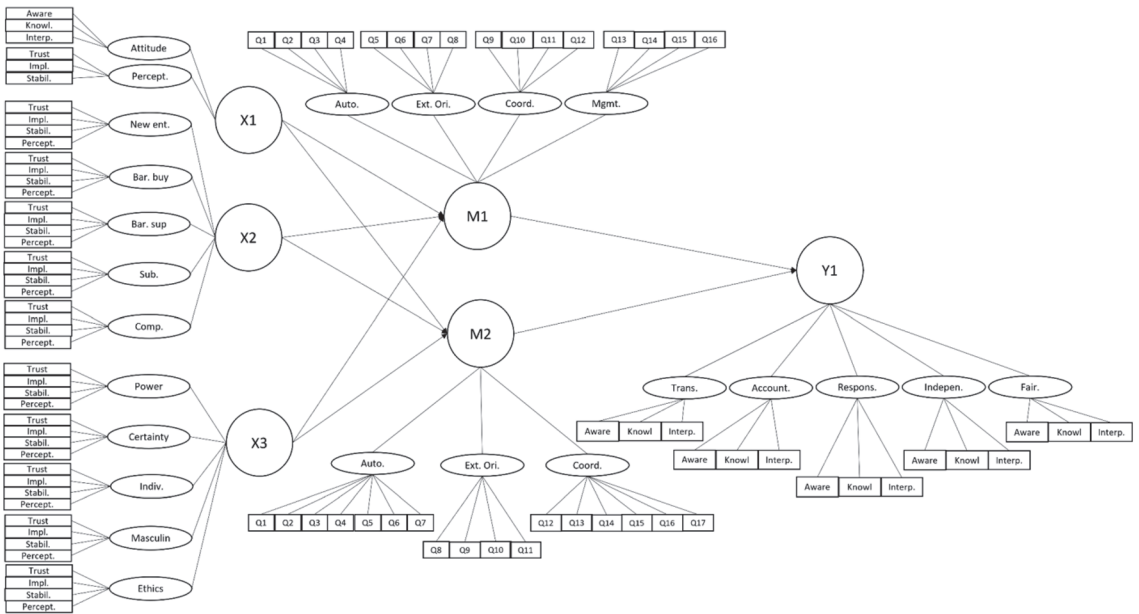 Aware
Knowl.
Interp.
Attitude
Trust
Impl.
Stabil.
Percept.
X1
Trust
Impl.
Stabil.
Percept.
New ent.
Trust
Impl.
Stabil.
Percept.
Bar. buy
Trust
Impl.
Stabil.
Percept.
Bar. sup
Trust
Impl.
Stabil.
Percept.
Sub.
Trust
Impl.
Stabil.
Percept.
Comp.
X2
Trust
Impl.
Stabil.
Percept.
Power
Trust
Impl.
Stabil.
Percept.
Certainty
Trust
Impl.
Stabil.
Percept.
Indiv.
Trust
Impl.
Stabil.
Percept.
Masculin
Trust
Impl.
Stabil.
Percept.
Ethics
X3
Q1 Q2 Q3 Q4 Q5 Q6 Q7 Q8 Q9 Q10 Q11 Q12 Q13 Q14 Q15 Q16
Auto. Ext. Ori. Coord. Mgmt.
M1
M2
Auto. Ext. Ori. Coord.
Q1 Q2 Q3 Q4 Q5 Q6 Q7
Q8 Q9 Q10 Q11
Q12 Q13 Q14 Q15 Q16 Q17
Y1
Trans. Account. Respons. Indepen. Fair.
Aware Knowl Interp.
Aware Knowl Interp.
Aware Knowl Interp.
Aware Knowl Interp.
Aware Knowl Interp.